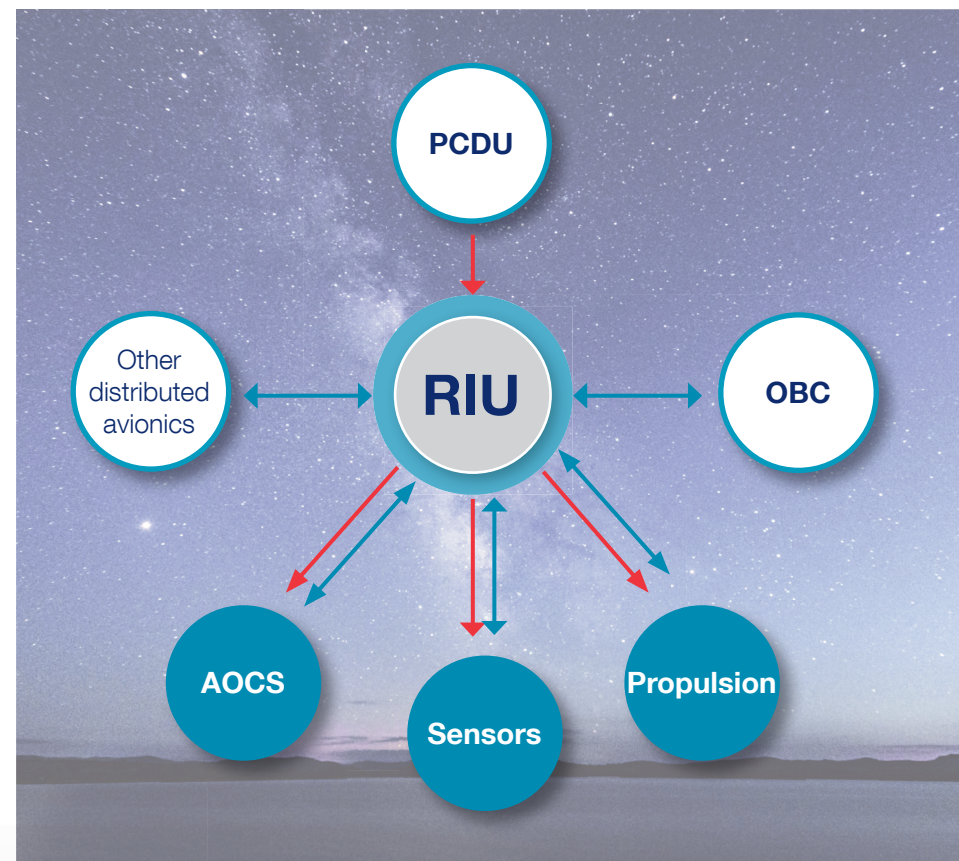 PCDU
Other
distributed
avionics
RIU
OBC
AOCS
Sensors
Propulsion